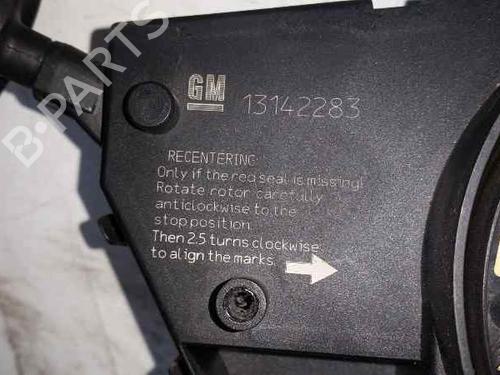 GM 13142283
RECENTERING:
Only if the red seal is missing!
Rotate rotor carefully
anticlockwise to the
stop position.
Then 2.5 turns clockwise
to align the marks.
B-PARTS